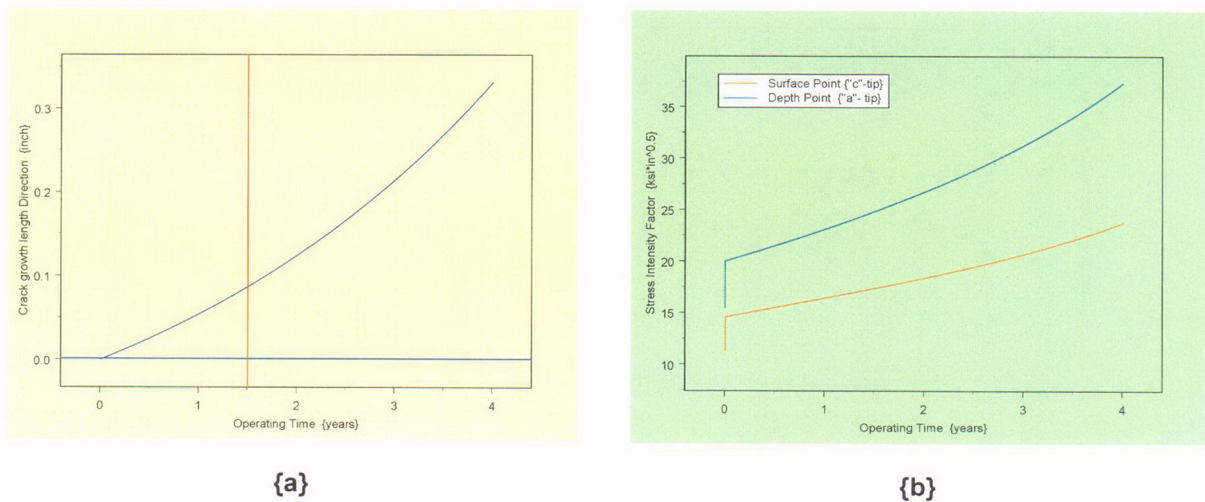 0.3
0.2
0.1
0.0
Crack growth length Direction {inch}
0
1
2
3
4
Operating Time {years}
{a}
Surface Point {"c"-tip}
Depth Point {"a"- tip}
35
30
25
20
15
10
Stress Intensity Factor {ksi*in^0.5}
0
1
2
3
4
Operating Time {years}
{b}